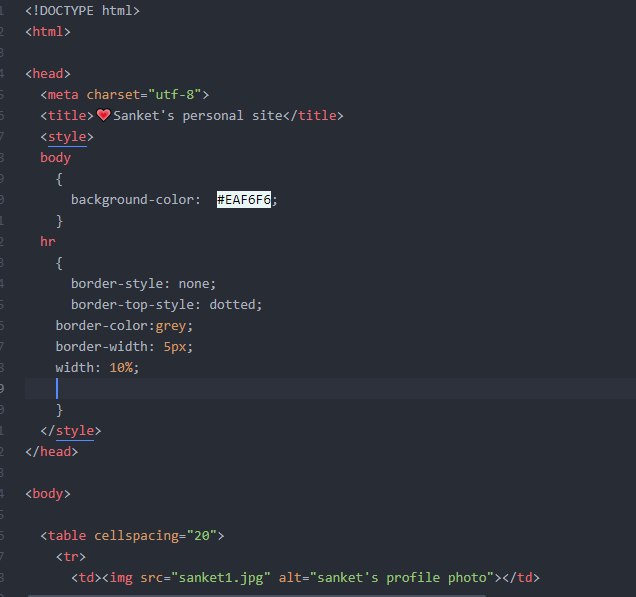 <!DOCTYPE html>
<html>
<head>
<meta charset="utf-8">
<title>❤️Sanket's personal site</title>
<style>
body
{
background-color: #EAF6F6;
}
hr
{
border-style: none;
border-top-style: dotted;
border-color:grey;
border-width: 5px;
width: 10%;
}
</style>
</head>
<body>
<table cellspacing="20">
<tr>
<td><img src="sanket1.jpg" alt="sanket's profile photo"></td>